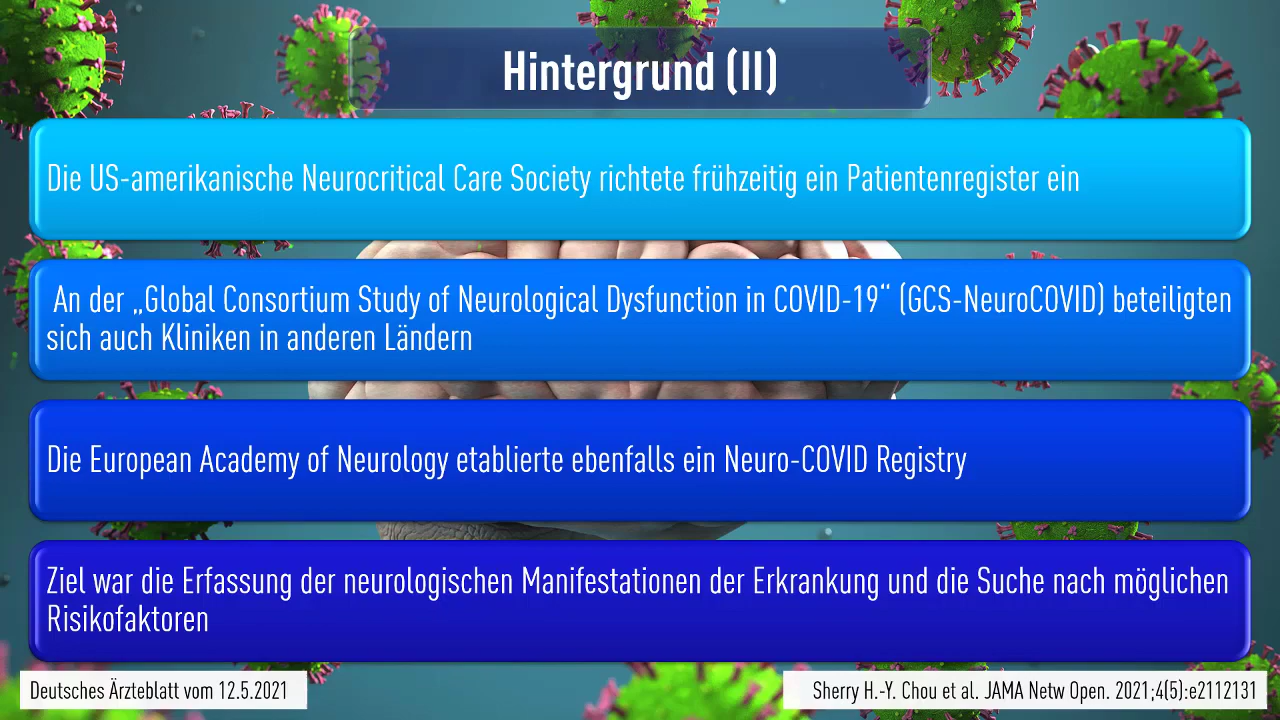 Hintergrund (II)
Die US-amerikanische Neurocritical Care Society richtete frühzeitig ein Patientenregister ein
An der „Global Consortium Study of Neurological Dysfunction in COVID-19“ (GCS-NeuroCOVID) beteiligten
sich auch Kliniken in anderen Ländern
Die European Academy of Neurology etablierte ebenfalls ein Neuro-COVID Registry
Ziel war die Erfassung der neurologischen Manifestationen der Erkrankung und die Suche nach möglichen
Risikofaktoren
Deutsches Ärzteblatt vom 12.5.2021
Sherry H.-Y. Chou et al. JAMA Netw Open. 2021;4(5):e2112131